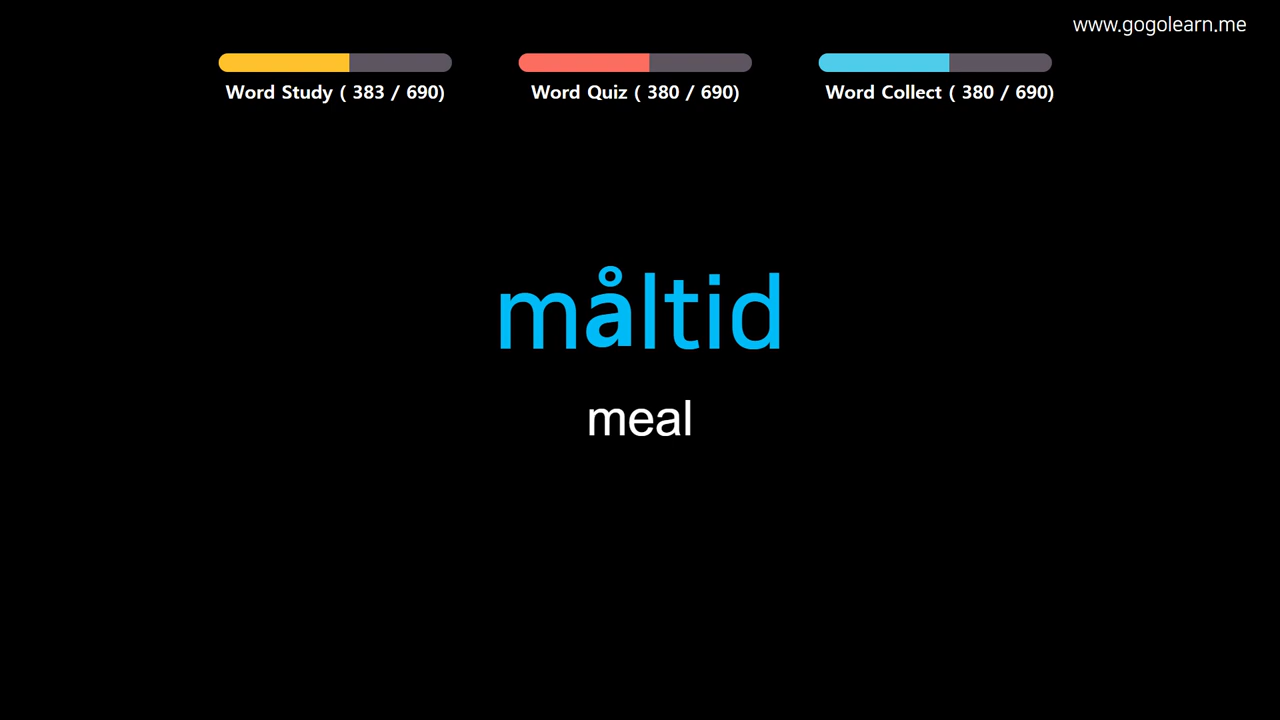 www.gogolearn.me
Word Study ( 383 / 690)
Word Quiz ( 380 / 690)
Word Collect ( 380 / 690)
måltid
meal